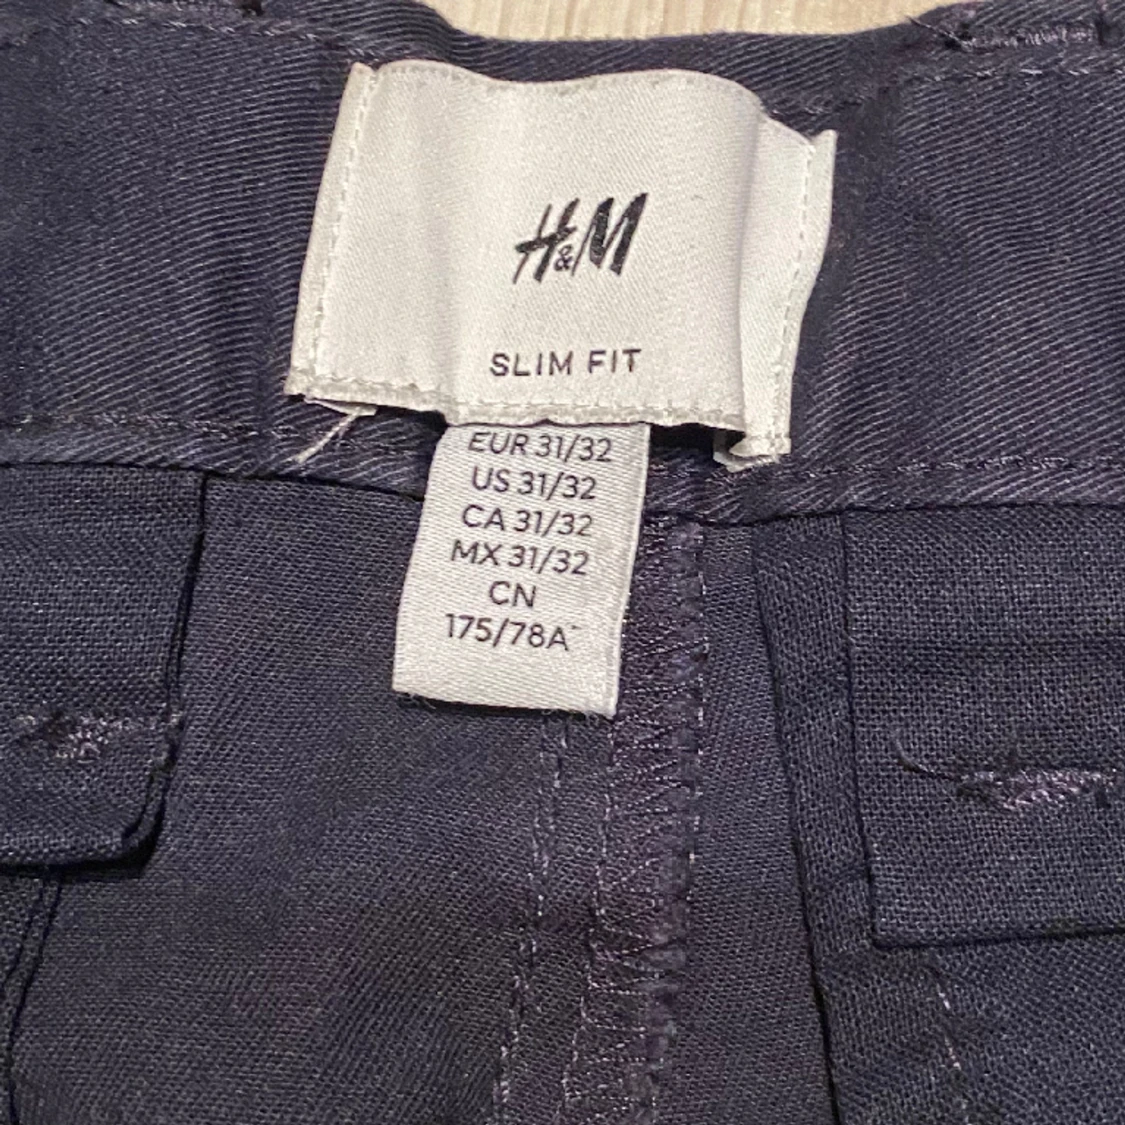 H&M
SLIM FIT
EUR 31/32
US 31/32
CA 31/32
MX 31/32
CN
175/78A